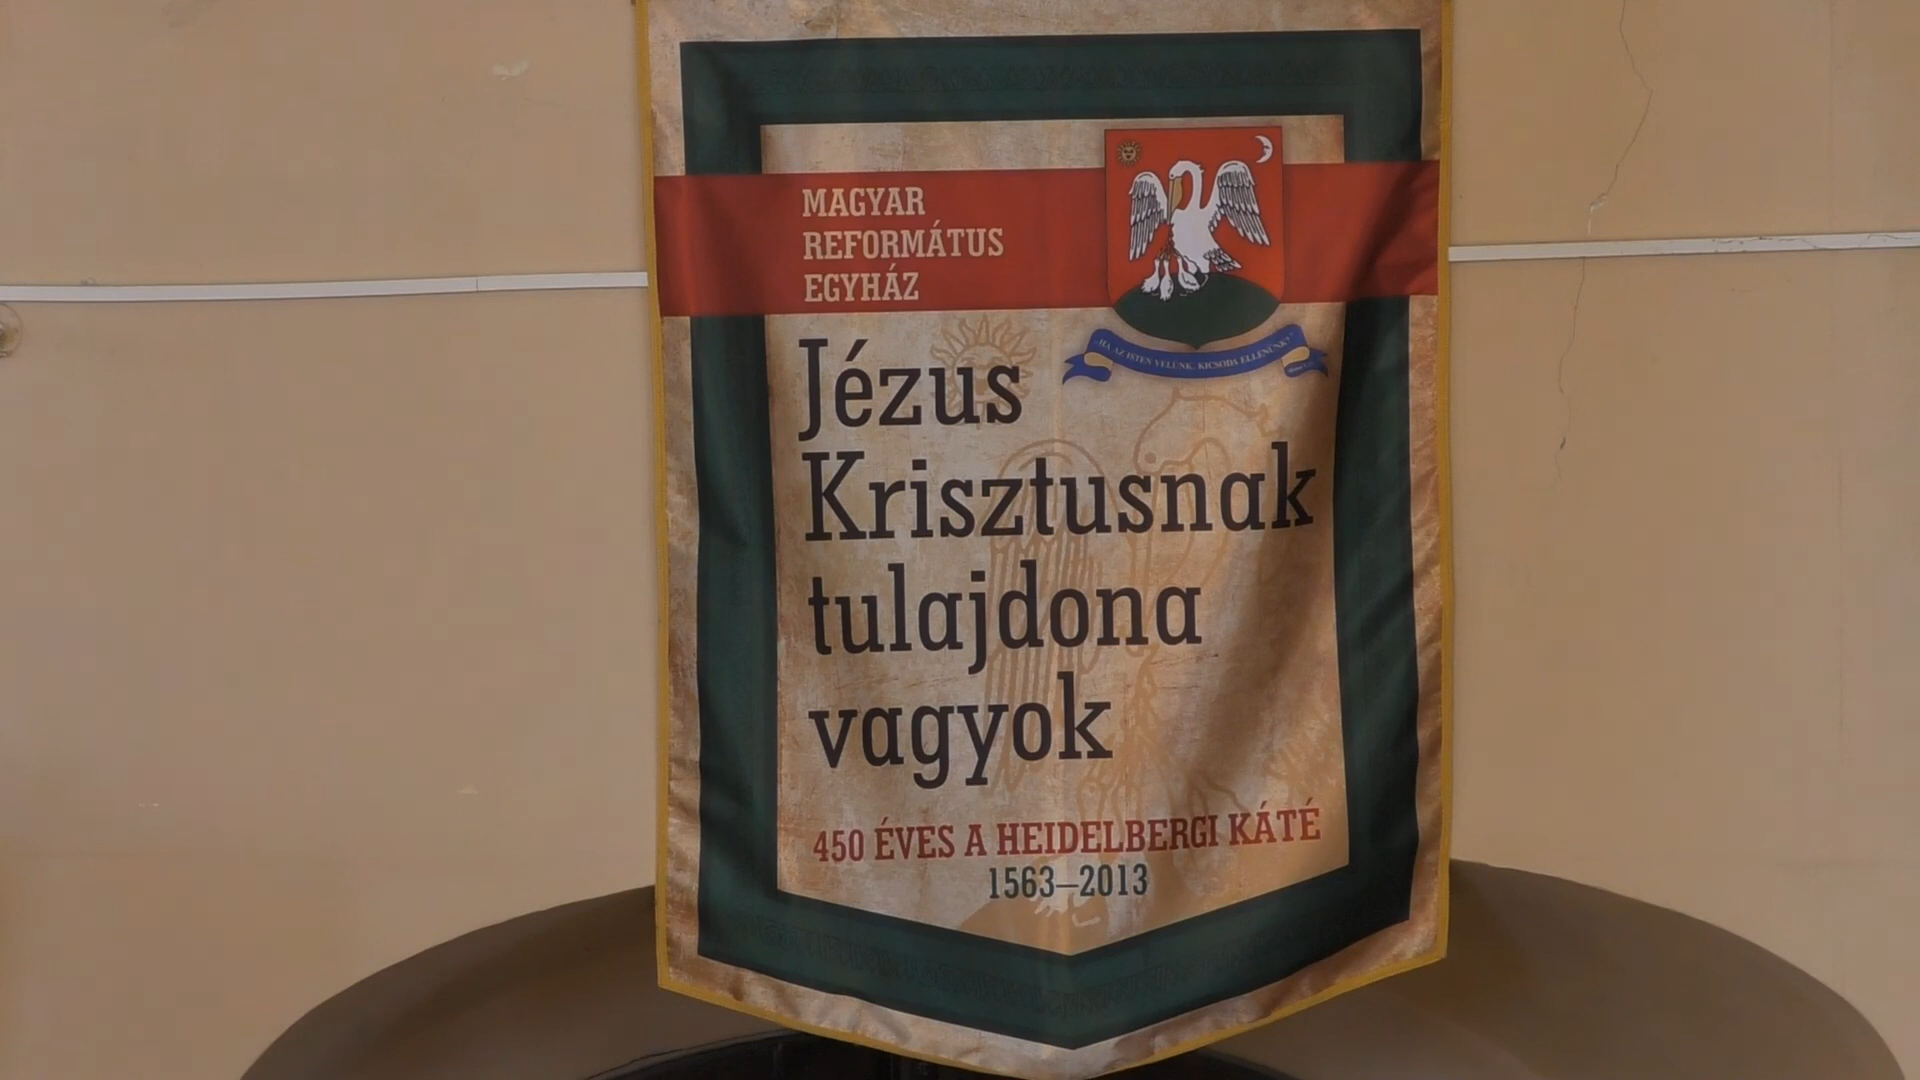 MAGYAR
REFORMÁTUS
EGYHÁZ
„HA AZ ISTEN VELÜNK, KICSODA ELLENÜNK?”
Jézus
Krisztusnak
tulajdona
vagyok
450 ÉVES A HEIDELBERGI KÁTÉ
1563–2013